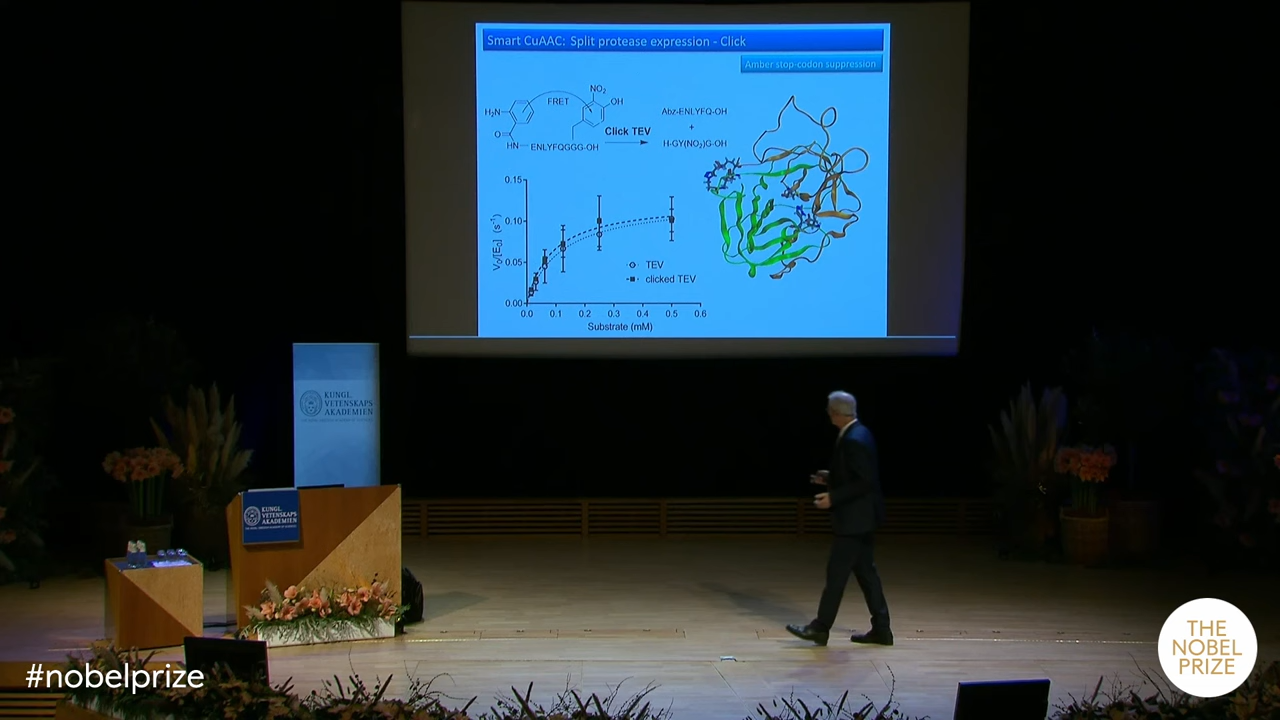 Smart CuAAC: Split protease expression - Click
Amber stop-codon suppression
NO₂
OH
FRET
H₂N
O
HN
ENLYFQGGG-OH
Click TEV
Abz-ENLYFQ-OH
+
H-GY(NO₂)G-OH
0.15
0.10
0.05
0.00
V₀/[E₀] (s⁻¹)
TEV
clicked TEV
0.0 0.1 0.2 0.3 0.4 0.5 0.6
Substrate (mM)
KUNGL.
VETENSKAPS
AKADEMIEN
KUNGL.
VETENSKAPS
AKADEMIEN
#nobelprize
THE
NOBEL
PRIZE